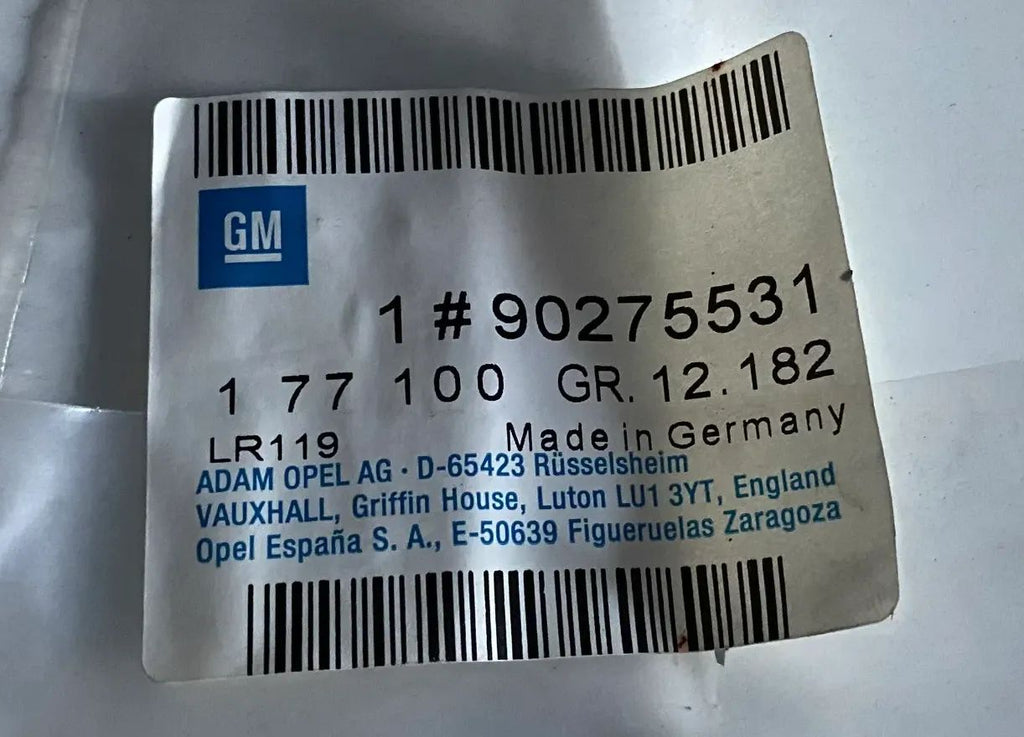 GM
1 # 90275531
1 77 100 GR. 12.182
LR119 Made in Germany
ADAM OPEL AG · D-65423 Rüsselsheim
VAUXHALL, Griffin House, Luton LU1 3YT, England
Opel España S. A., E-50639 Figueruelas Zaragoza